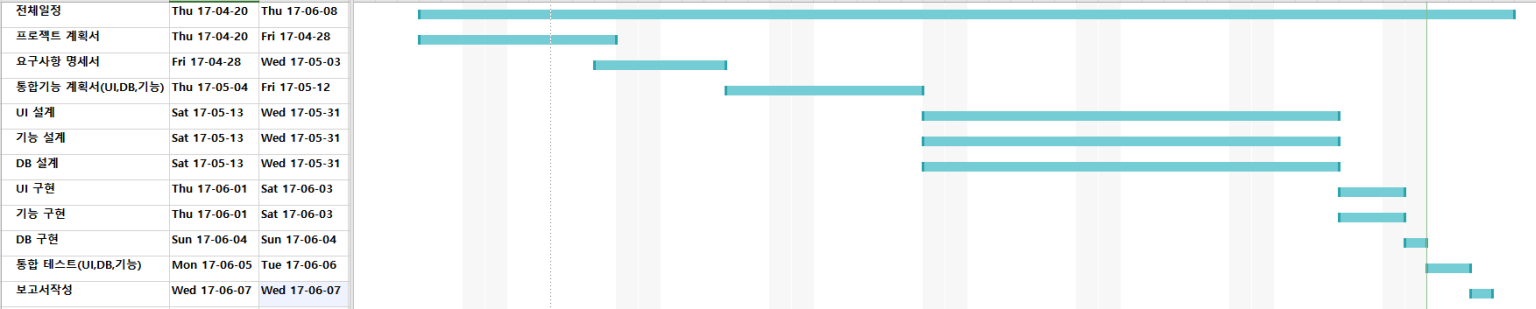 전체일정 Thu 17-04-20 Thu 17-06-08
프로젝트 계획서 Thu 17-04-20 Fri 17-04-28
요구사항 명세서 Fri 17-04-28 Wed 17-05-03
통합기능 계획서(UI,DB,기능) Thu 17-05-04 Fri 17-05-12
UI 설계 Sat 17-05-13 Wed 17-05-31
기능 설계 Sat 17-05-13 Wed 17-05-31
DB 설계 Sat 17-05-13 Wed 17-05-31
UI 구현 Thu 17-06-01 Sat 17-06-03
기능 구현 Thu 17-06-01 Sat 17-06-03
DB 구현 Sun 17-06-04 Sun 17-06-04
통합 테스트(UI,DB,기능) Mon 17-06-05 Tue 17-06-06
보고서작성 Wed 17-06-07 Wed 17-06-07